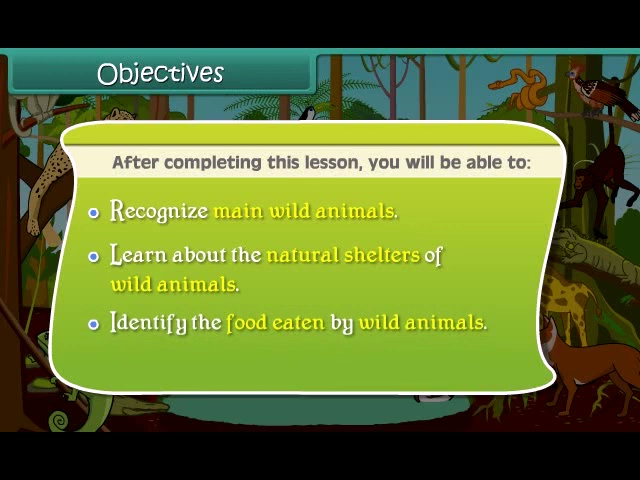 Objectives
After completing this lesson, you will be able to:
Recognize main wild animals.
Learn about the natural shelters of
wild animals.
Identify the food eaten by wild animals.